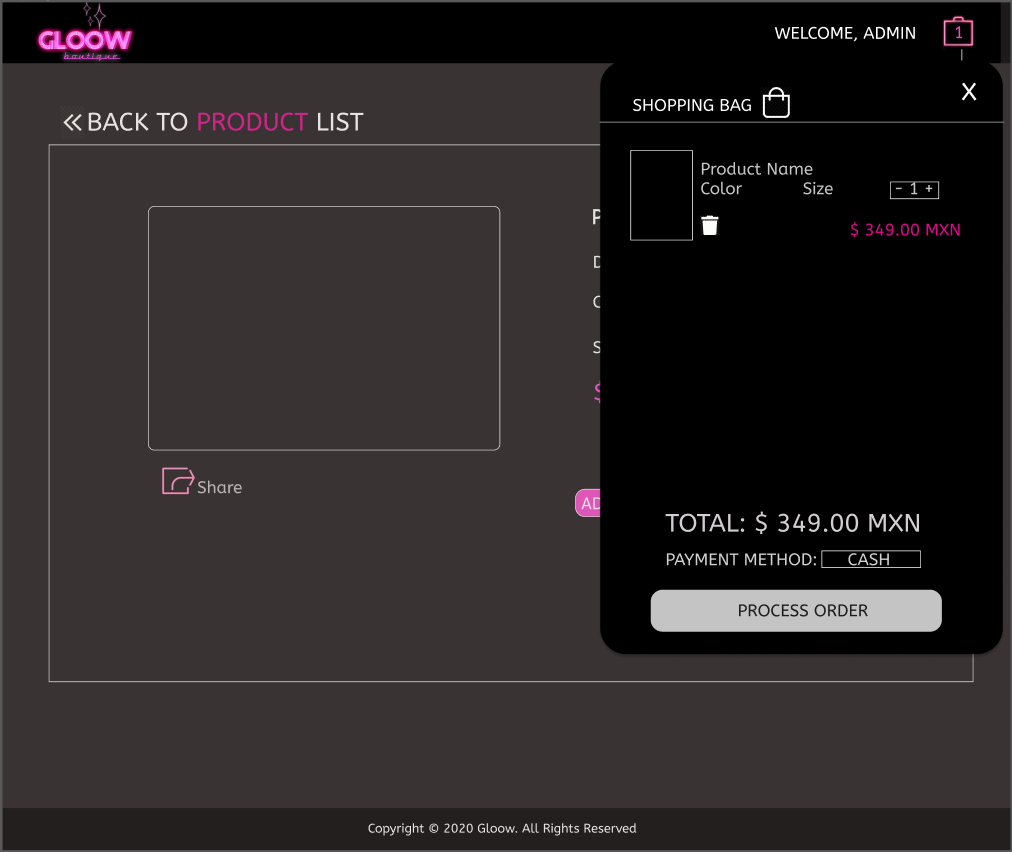 GLOOW
boutique
WELCOME, ADMIN
1
SHOPPING BAG
X
BACK TO PRODUCT LIST
Product Name
Color Size - 1 +
$ 349.00 MXN
P
D
C
S
$
Share
AD
TOTAL: $ 349.00 MXN
PAYMENT METHOD: CASH
PROCESS ORDER
Copyright © 2020 Gloow. All Rights Reserved